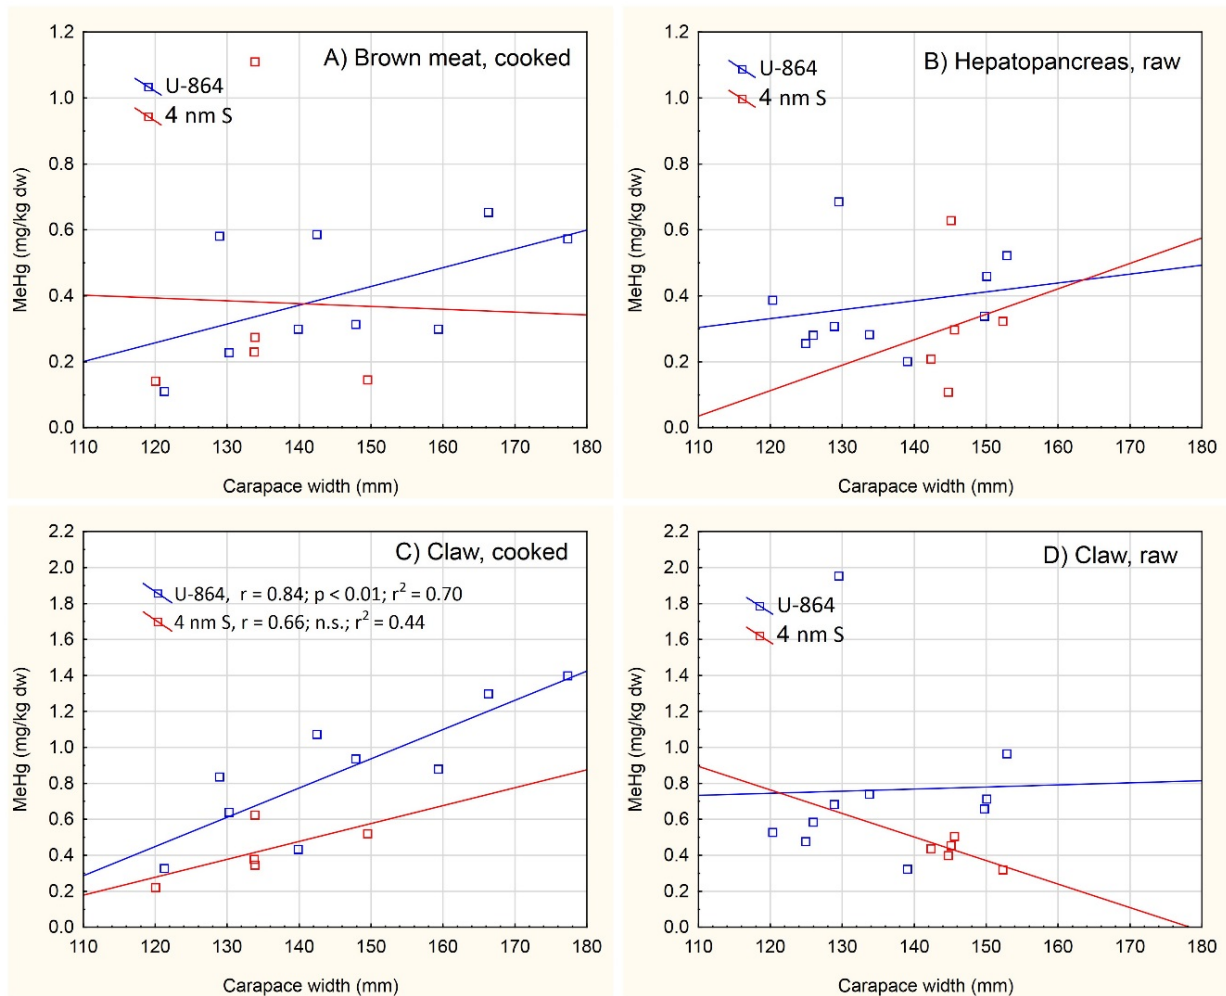 A) Brown meat, cooked
U-864
4 nm S
MeHg (mg/kg dw)
1.2
1.0
0.8
0.6
0.4
0.2
0.0
110 120 130 140 150 160 170 180
Carapace width (mm)
B) Hepatopancreas, raw
U-864
4 nm S
MeHg (mg/kg dw)
1.2
1.0
0.8
0.6
0.4
0.2
0.0
110 120 130 140 150 160 170 180
Carapace width (mm)
C) Claw, cooked
U-864, r = 0.84; p < 0.01; r² = 0.70
4 nm S, r = 0.66; n.s.; r² = 0.44
MeHg (mg/kg dw)
2.2
2.0
1.8
1.6
1.4
1.2
1.0
0.8
0.6
0.4
0.2
0.0
110 120 130 140 150 160 170 180
Carapace width (mm)
D) Claw, raw
U-864
4 nm S
MeHg (mg/kg dw)
2.2
2.0
1.8
1.6
1.4
1.2
1.0
0.8
0.6
0.4
0.2
0.0
110 120 130 140 150 160 170 180
Carapace width (mm)